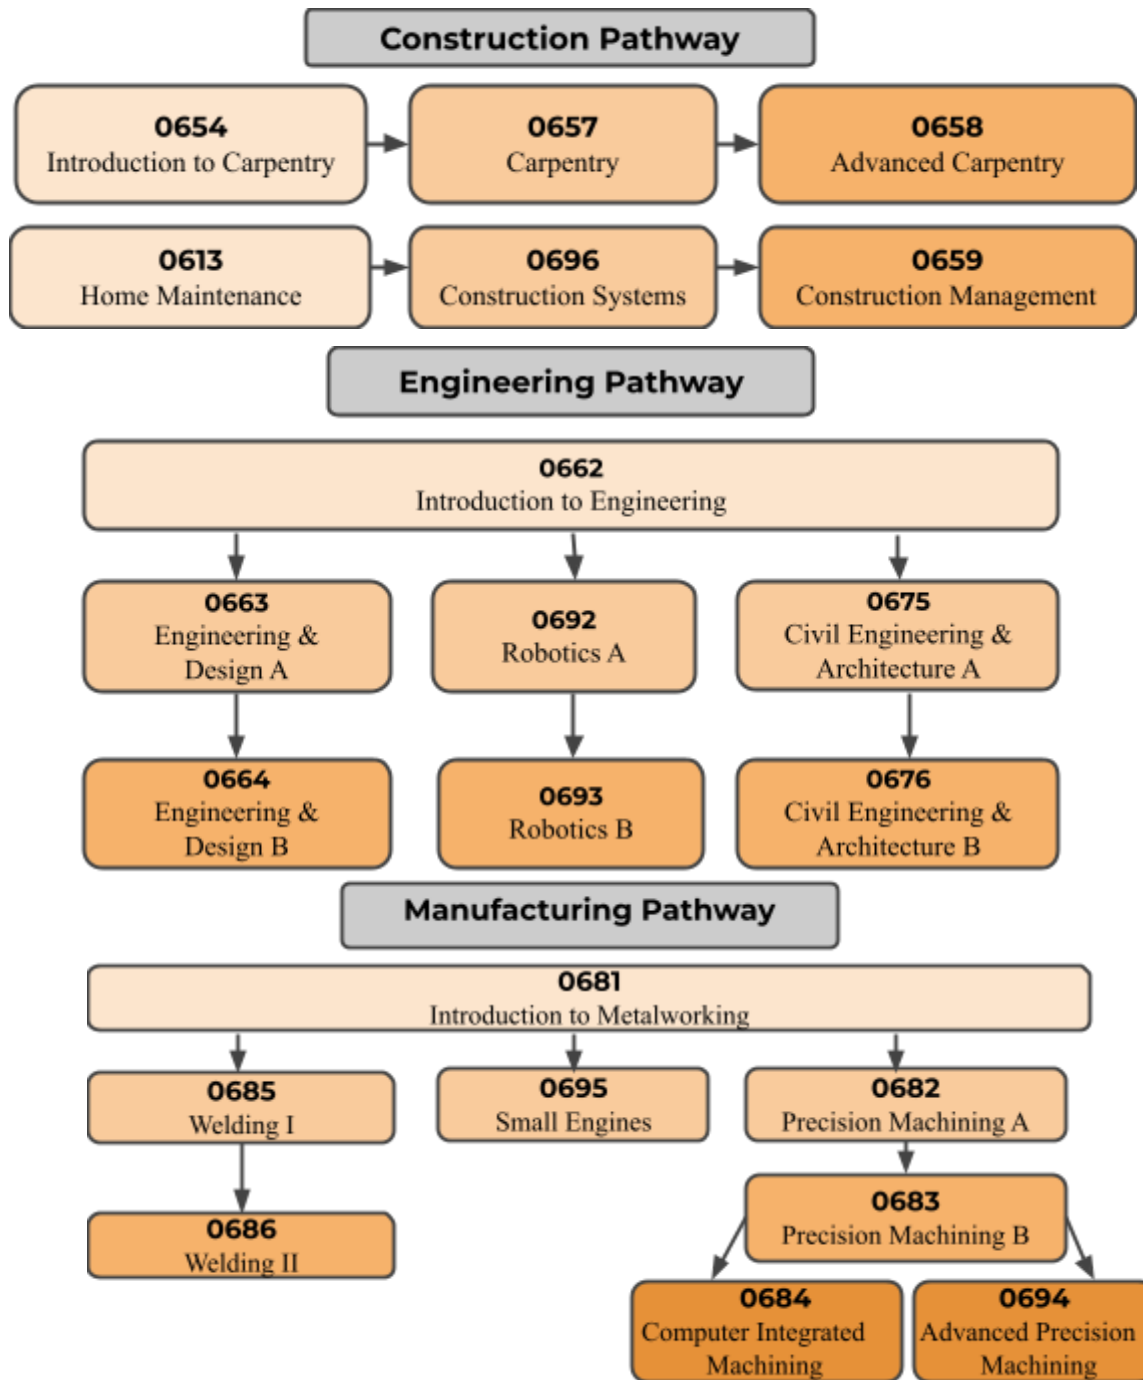 Construction Pathway
0654
Introduction to Carpentry
0657
Carpentry
0658
Advanced Carpentry
0613
Home Maintenance
0696
Construction Systems
0659
Construction Management
Engineering Pathway
0662
Introduction to Engineering
0663
Engineering &
Design A
0692
Robotics A
0675
Civil Engineering &
Architecture A
0664
Engineering &
Design B
0693
Robotics B
0676
Civil Engineering &
Architecture B
Manufacturing Pathway
0681
Introduction to Metalworking
0685
Welding I
0695
Small Engines
0682
Precision Machining A
0686
Welding II
0683
Precision Machining B
0684
Computer Integrated
Machining
0694
Advanced Precision
Machining